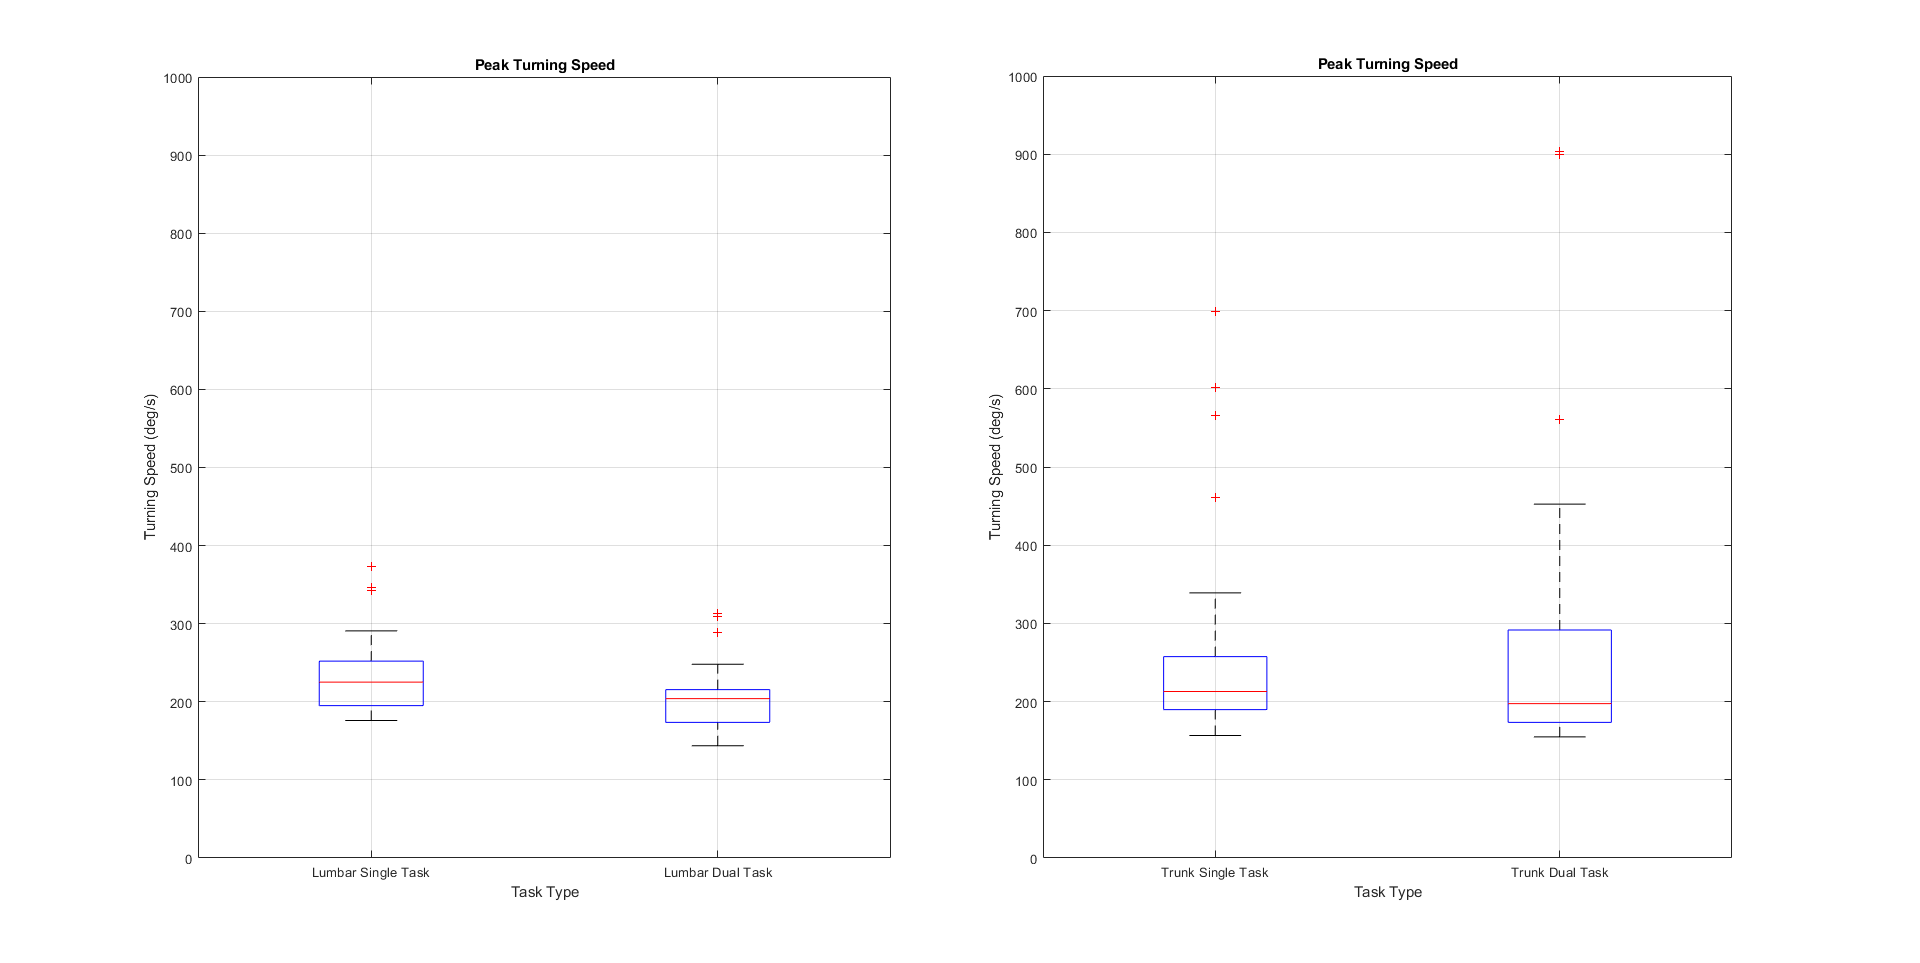 Peak Turning Speed
1000
900
800
700
600
500
400
300
200
100
0
Turning Speed (deg/s)
Lumbar Single Task
Lumbar Dual Task
Task Type
Peak Turning Speed
1000
900
800
700
600
500
400
300
200
100
0
Turning Speed (deg/s)
Trunk Single Task
Trunk Dual Task
Task Type